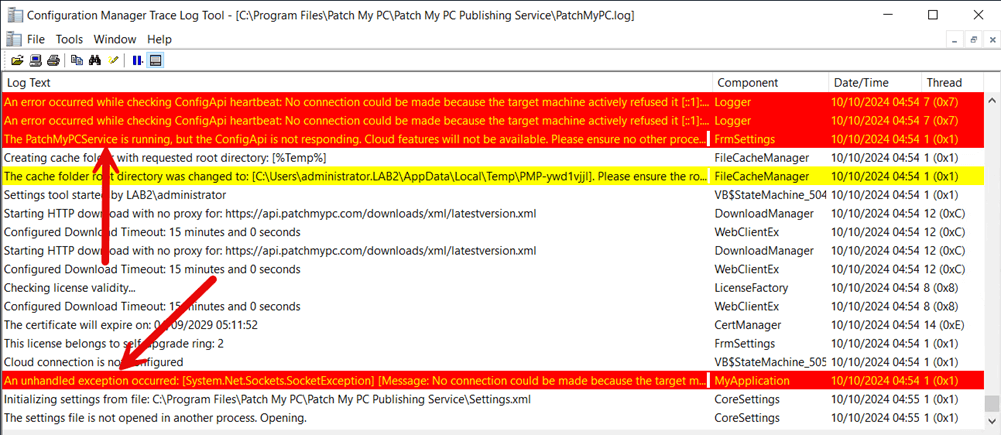 Configuration Manager Trace Log Tool - [C:\Program Files\Patch My PC\Patch My PC Publishing Service\PatchMyPC.log]
File Tools Window Help
Log Text Component Date/Time Thread
An error occurred while checking ConfigApi heartbeat: No connection could be made because the target machine actively refused it [::1]:... Logger 10/10/2024 04:54 7 (0x7)
An error occurred while checking ConfigApi heartbeat: No connection could be made because the target machine actively refused it [::1]:... Logger 10/10/2024 04:54 7 (0x7)
The PatchMyPCService is running, but the ConfigApi is not responding. Cloud features will not be available. Please ensure no other proce... FrmSettings 10/10/2024 04:54 1 (0x1)
Creating cache folder with requested root directory: [%Temp%] FileCacheManager 10/10/2024 04:54 1 (0x1)
The cache folder root directory was changed to: [C:\Users\administrator.LAB2\AppData\Local\Temp\PMP-ywd1vjjl]. Please ensure the ro... FileCacheManager 10/10/2024 04:54 1 (0x1)
Settings tool started by LAB2\administrator VB$StateMachine_504 10/10/2024 04:54 1 (0x1)
Starting HTTP download with no proxy for: https://api.patchmypc.com/downloads/xml/latestversion.xml DownloadManager 10/10/2024 04:54 12 (0xC)
Configured Download Timeout: 15 minutes and 0 seconds WebClientEx 10/10/2024 04:54 12 (0xC)
Starting HTTP download with no proxy for: https://api.patchmypc.com/downloads/xml/latestversion.xml DownloadManager 10/10/2024 04:54 12 (0xC)
Configured Download Timeout: 15 minutes and 0 seconds WebClientEx 10/10/2024 04:54 12 (0xC)
Checking license validity... LicenseFactory 10/10/2024 04:54 8 (0x8)
Configured Download Timeout: 15 minutes and 0 seconds WebClientEx 10/10/2024 04:54 8 (0x8)
The certificate will expire on: /09/2029 05:11:52 CertManager 10/10/2024 04:54 14 (0xE)
This license belongs to self-upgrade ring: 2 FrmSettings 10/10/2024 04:54 1 (0x1)
Cloud connection is not configured VB$StateMachine_505 10/10/2024 04:54 1 (0x1)
An unhandled exception occurred: [System.Net.Sockets.SocketException] [Message: No connection could be made because the target m... MyApplication 10/10/2024 04:54 1 (0x1)
Initializing settings from file: C:\Program Files\Patch My PC\Patch My PC Publishing Service\Settings.xml CoreSettings 10/10/2024 04:55 1 (0x1)
The settings file is not opened in another process. Opening. CoreSettings 10/10/2024 04:55 1 (0x1)